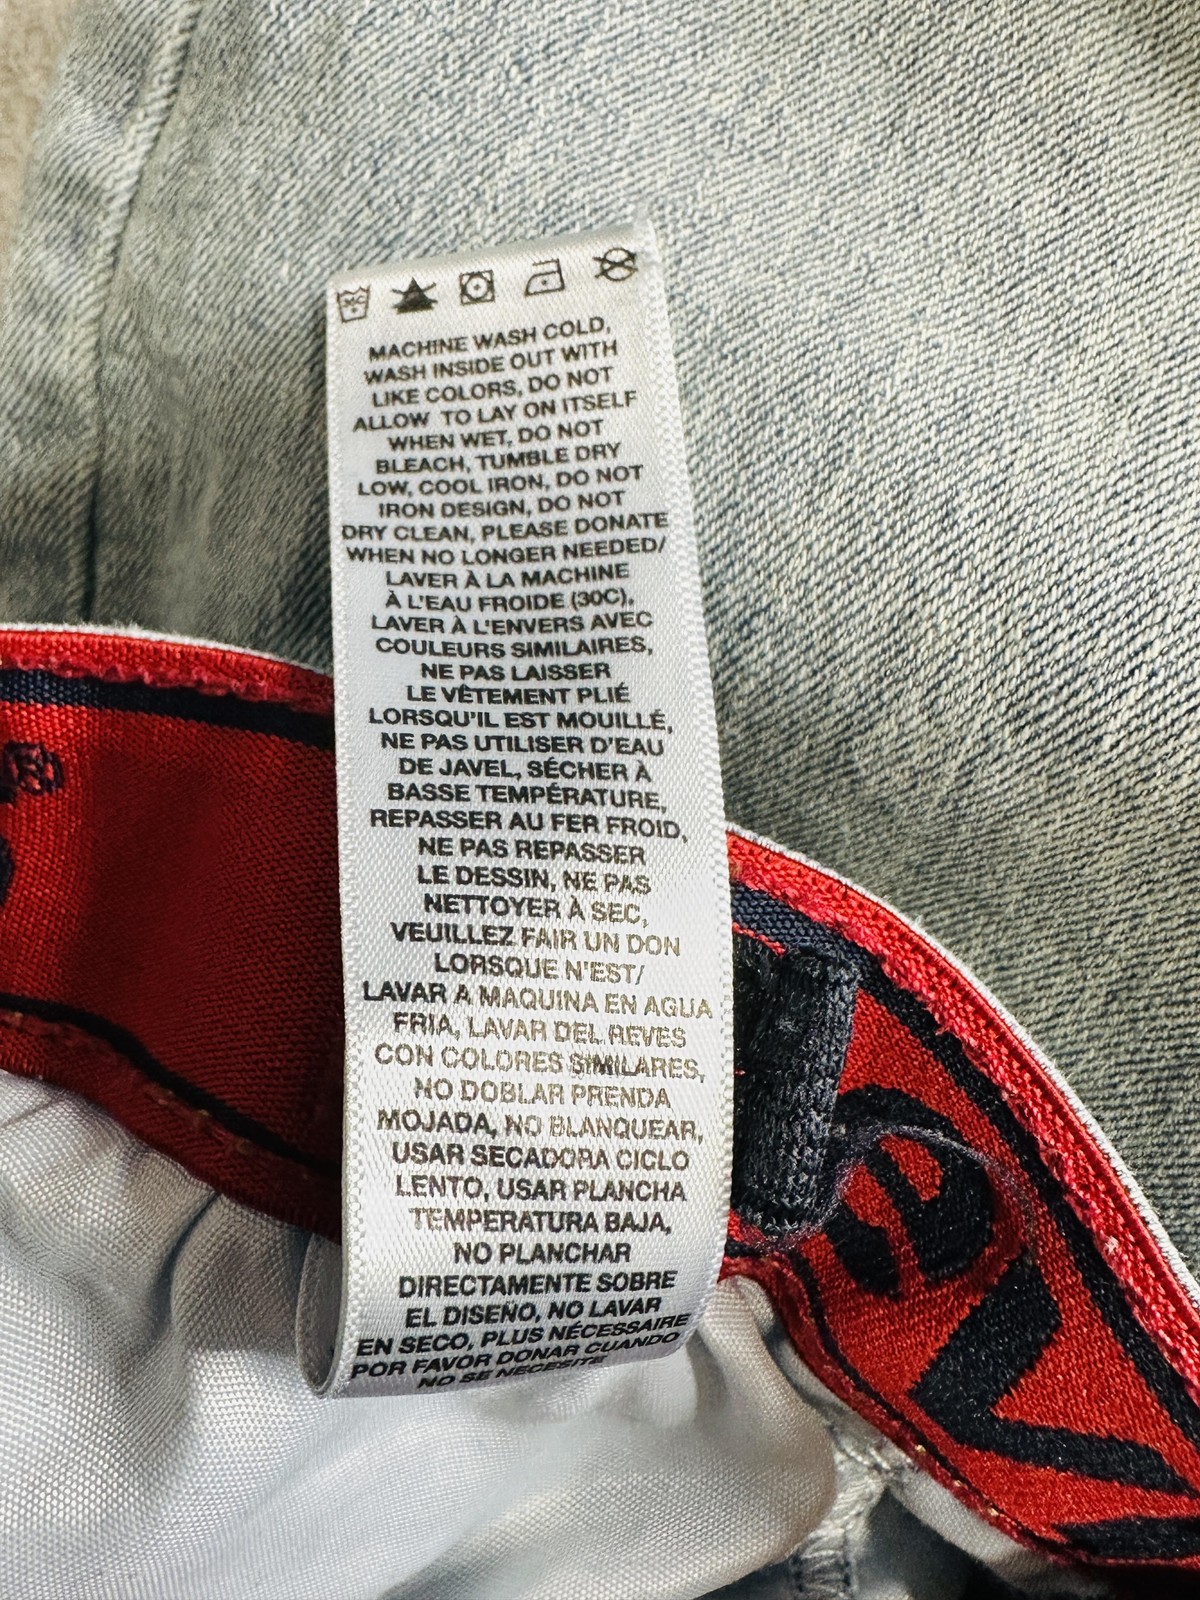 MACHINE WASH COLD,
WASH INSIDE OUT WITH
LIKE COLORS, DO NOT
ALLOW TO LAY ON ITSELF
WHEN WET, DO NOT
BLEACH, TUMBLE DRY
LOW, COOL IRON, DO NOT
IRON DESIGN, DO NOT
DRY CLEAN, PLEASE DONATE
WHEN NO LONGER NEEDED/
LAVER À LA MACHINE
À L'EAU FROIDE (30C),
LAVER À L'ENVERS AVEC
COULEURS SIMILAIRES,
NE PAS LAISSER
LE VÊTEMENT PLIÉ
LORSQU'IL EST MOUILLÉ,
NE PAS UTILISER D'EAU
DE JAVEL, SÉCHER À
BASSE TEMPÉRATURE,
REPASSER AU FER FROID,
NE PAS REPASSER
LE DESSIN, NE PAS
NETTOYER À SEC,
VEUILLEZ FAIR UN DON
LORSQUE N'EST/
LAVAR A MAQUINA EN AGUA
FRIA, LAVAR DEL REVES
CON COLORES SIMILARES,
NO DOBLAR PRENDA
MOJADA, NO BLANQUEAR,
USAR SECADORA CICLO
LENTO, USAR PLANCHA
TEMPERATURA BAJA,
NO PLANCHAR
DIRECTAMENTE SOBRE
EL DISEÑO, NO LAVAR
EN SECO, PLUS NÉCESSAIRE
POR FAVOR DONAR CUANDO
NO SE NECESITE